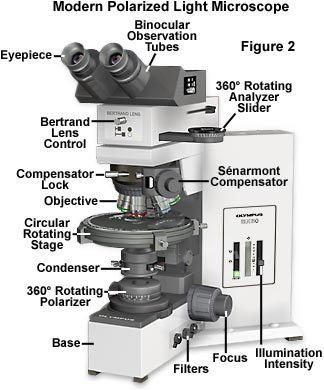 Modern Polarized Light Microscope
Binocular
Observation
Tubes
Eyepiece
Figure 2
360° Rotating
Analyzer
Slider
BERTRAND LENS
Bertrand
Lens
Control
Compensator
Lock
Sénarmont
Compensator
Objective
OLYMPUS
Circular
Rotating
Stage
Condenser
360° Rotating
Polarizer
Base
Filters
Focus
Illumination
Intensity